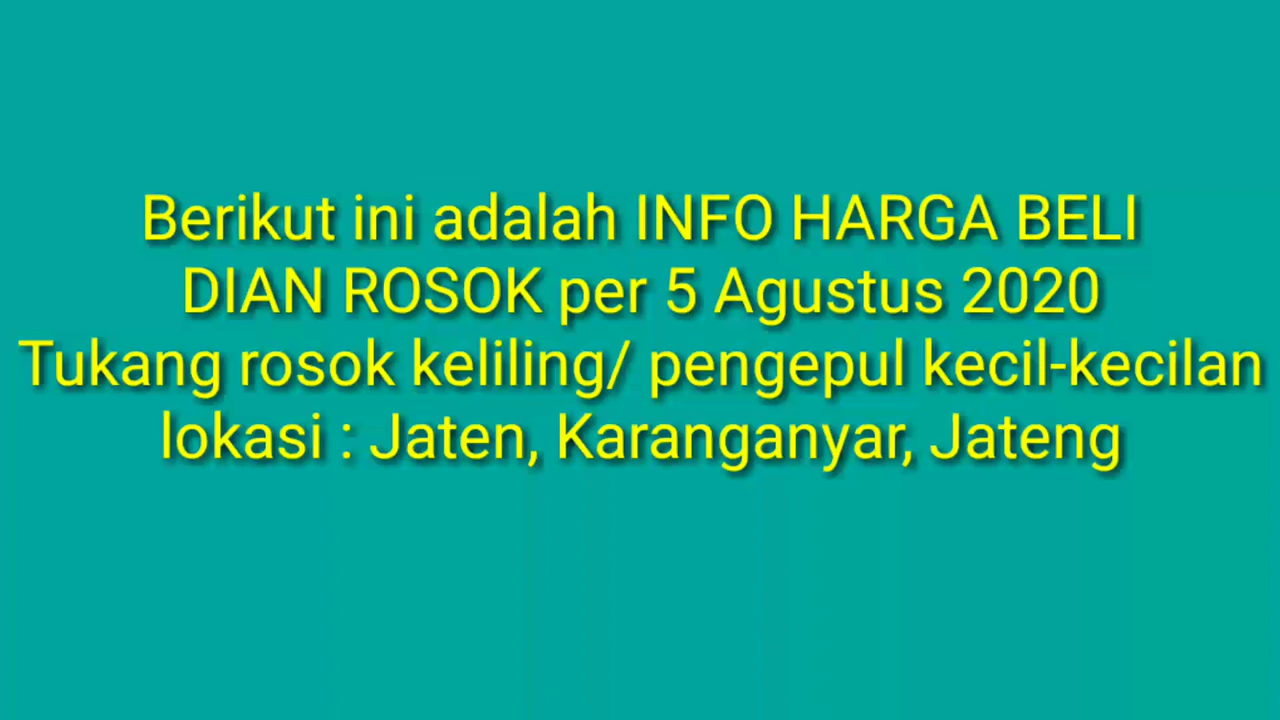 Berikut ini adalah INFO HARGA BELI
DIAN ROSOK per 5 Agustus 2020
Tukang rosok keliling/ pengepul kecil-kecilan
lokasi : Jaten, Karanganyar, Jateng